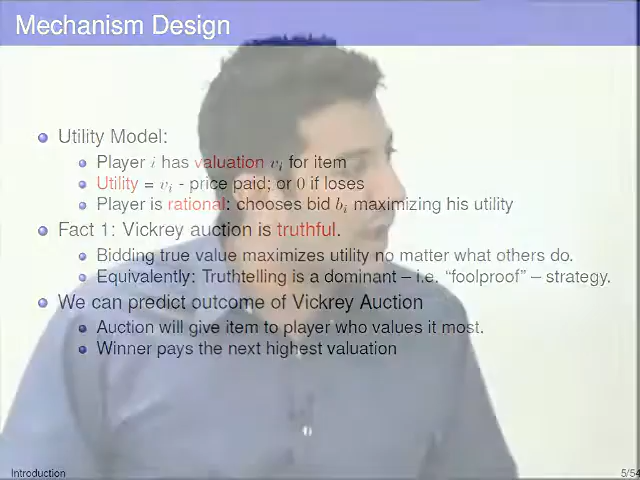 Mechanism Design
Utility Model:
Player i has valuation vᵢ for item
Utility = vᵢ - price paid; or 0 if loses
Player is rational: chooses bid bᵢ maximizing his utility
Fact 1: Vickrey auction is truthful.
Bidding true value maximizes utility no matter what others do.
Equivalently: Truthtelling is a dominant – i.e. “foolproof” – strategy.
We can predict outcome of Vickrey Auction
Auction will give item to player who values it most.
Winner pays the next highest valuation
Introduction
5/54